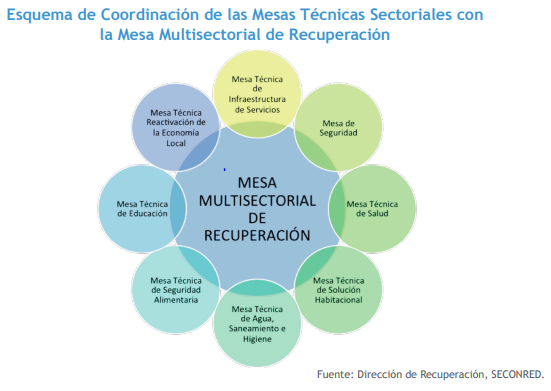 Esquema de Coordinación de las Mesas Técnicas Sectoriales con
la Mesa Multisectorial de Recuperación
Mesa Técnica
de
Infraestructura
de Servicios
Mesa de
Seguridad
Mesa Técnica
de Salud
Mesa Técnica
de Solución
Habitacional
Mesa Técnica
de Agua,
Saneamiento e
Higiene
Mesa Técnica
de Seguridad
Alimentaria
Mesa Técnica
de Educación
Mesa Técnica
Reactivación de
la Economía
Local
MESA
MULTISECTORIAL
DE
RECUPERACIÓN
Fuente: Dirección de Recuperación, SECONRED.